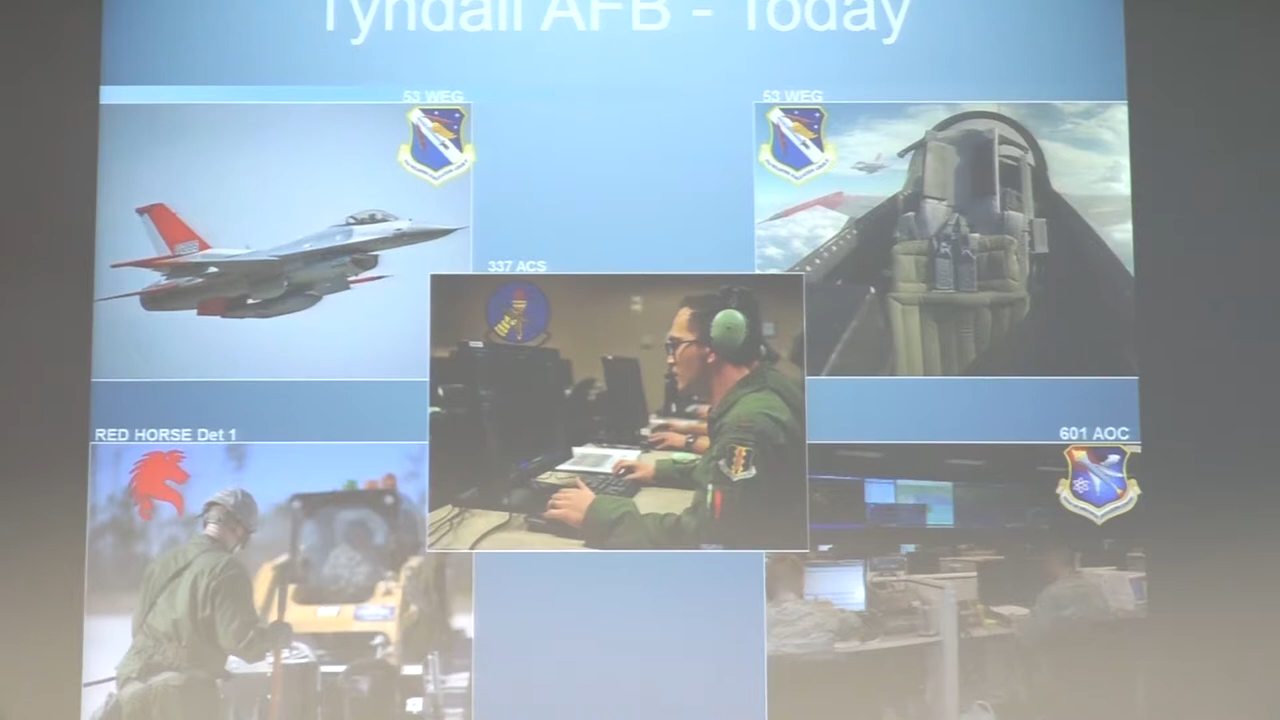 Tyndall AFB - Today
53 WEG
53 WEG
337 ACS
RED HORSE Det 1
601 AOC